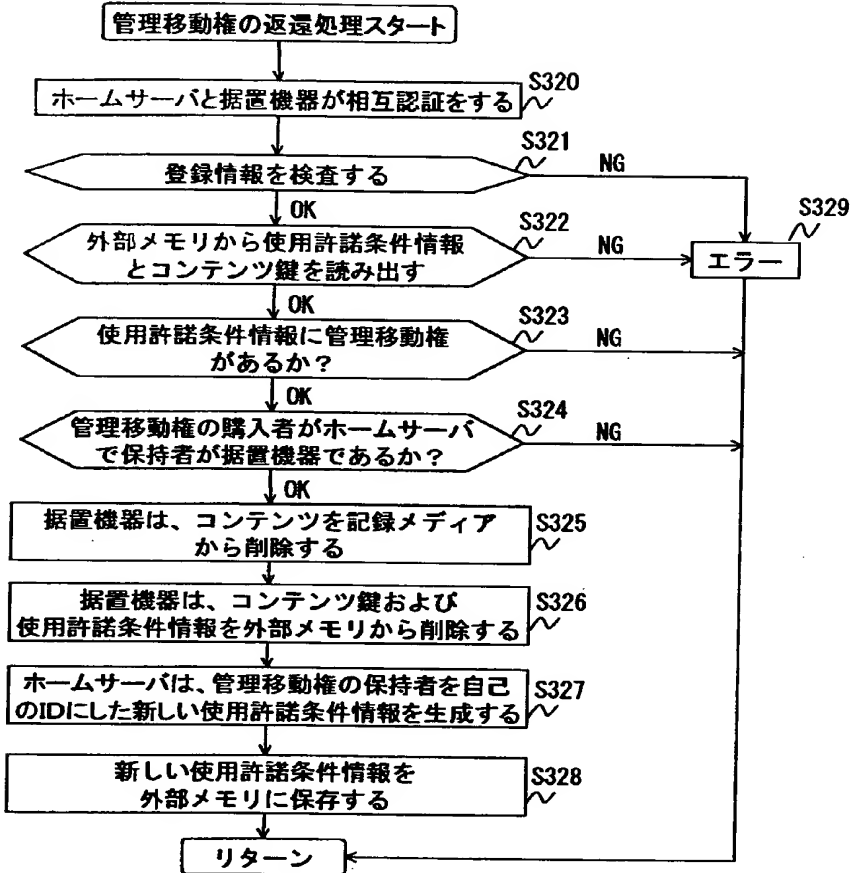 管理移動権の返還処理スタート
S320
ホームサーバと据置機器が相互認証をする
S321
登録情報を検査する
NG
OK
S322
S329
外部メモリから使用許諾条件情報
とコンテンツ鍵を読み出す
NG
エラー
OK
S323
使用許諾条件情報に管理移動権
があるか?
NG
OK
S324
管理移動権の購入者がホームサーバ
で保持者が据置機器であるか?
NG
OK
据置機器は、コンテンツを記録メディア
から削除する
S325
据置機器は、コンテンツ鍵および
使用許諾条件情報を外部メモリから削除する
S326
ホームサーバは、管理移動権の保持者を自己
のIDにした新しい使用許諾条件情報を生成する
S327
新しい使用許諾条件情報を
外部メモリに保存する
S328
リターン